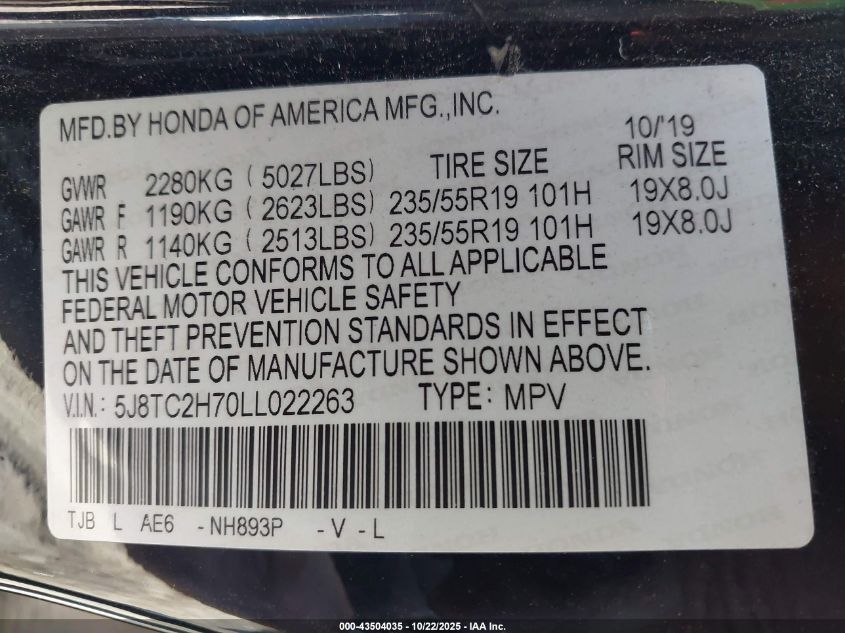 MFD.BY HONDA OF AMERICA MFG.,INC.
10/'19
GVWR 2280KG ( 5027LBS) TIRE SIZE RIM SIZE
GAWR F 1190KG ( 2623LBS) 235/55R19 101H 19X8.0J
GAWR R 1140KG ( 2513LBS) 235/55R19 101H 19X8.0J
THIS VEHICLE CONFORMS TO ALL APPLICABLE
FEDERAL MOTOR VEHICLE SAFETY
AND THEFT PREVENTION STANDARDS IN EFFECT
ON THE DATE OF MANUFACTURE SHOWN ABOVE.
V.I.N.: 5J8TC2H70LL022263 TYPE: MPV
TJB L AE6 -NH893P -V -L
000-43504035 - 10/22/2025 - IAA Inc.